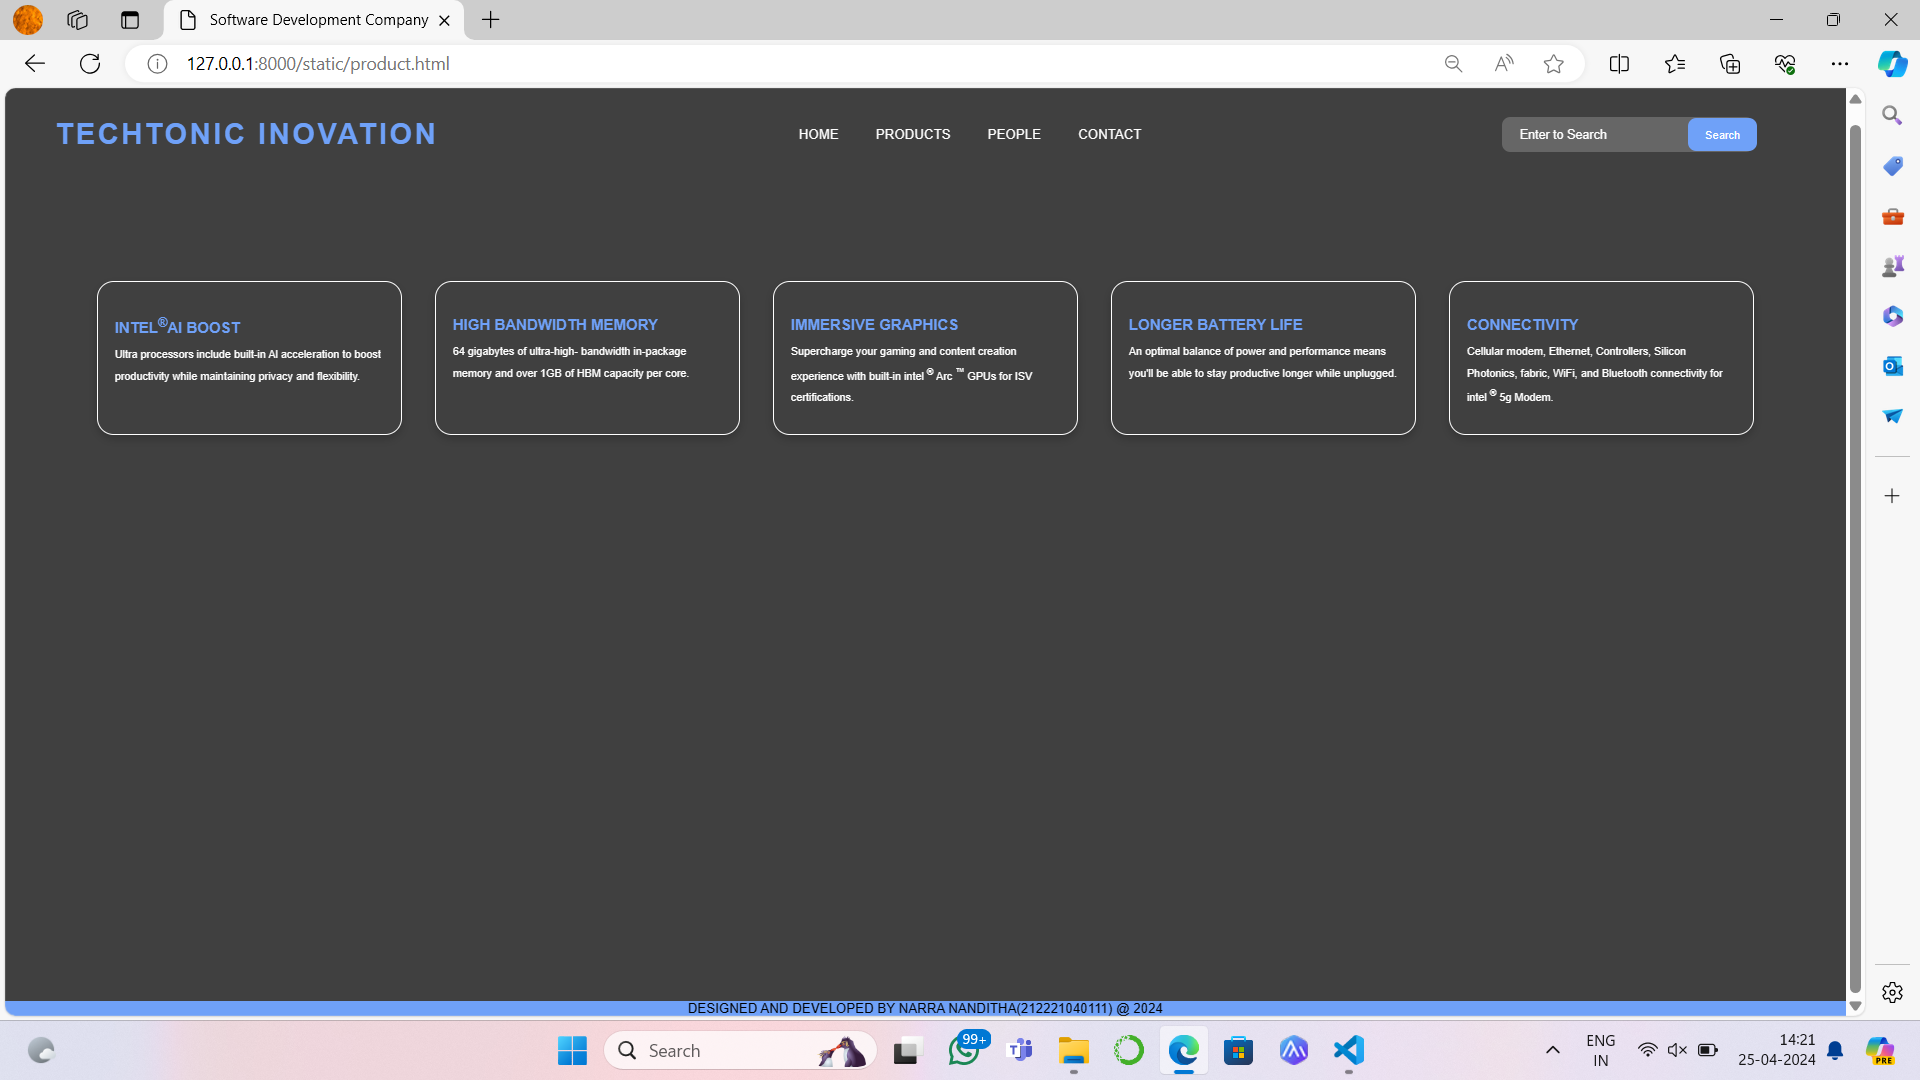 Software Development Company
127.0.0.1:8000/static/product.html
TECHTONIC INOVATION
HOME PRODUCTS PEOPLE CONTACT
Enter to Search
Search
INTEL®AI BOOST
Ultra processors include built-in AI acceleration to boost
productivity while maintaining privacy and flexibility.
HIGH BANDWIDTH MEMORY
64 gigabytes of ultra-high- bandwidth in-package
memory and over 1GB of HBM capacity per core.
IMMERSIVE GRAPHICS
Supercharge your gaming and content creation
experience with built-in intel ® Arc ™ GPUs for ISV
certifications.
LONGER BATTERY LIFE
An optimal balance of power and performance means
you'll be able to stay productive longer while unplugged.
CONNECTIVITY
Cellular modem, Ethernet, Controllers, Silicon
Photonics, fabric, WiFi, and Bluetooth connectivity for
intel ® 5g Modem.
DESIGNED AND DEVELOPED BY NARRA NANDITHA(212221040111) @ 2024
Search
99+
ENG
IN
14:21
25-04-2024
PRE